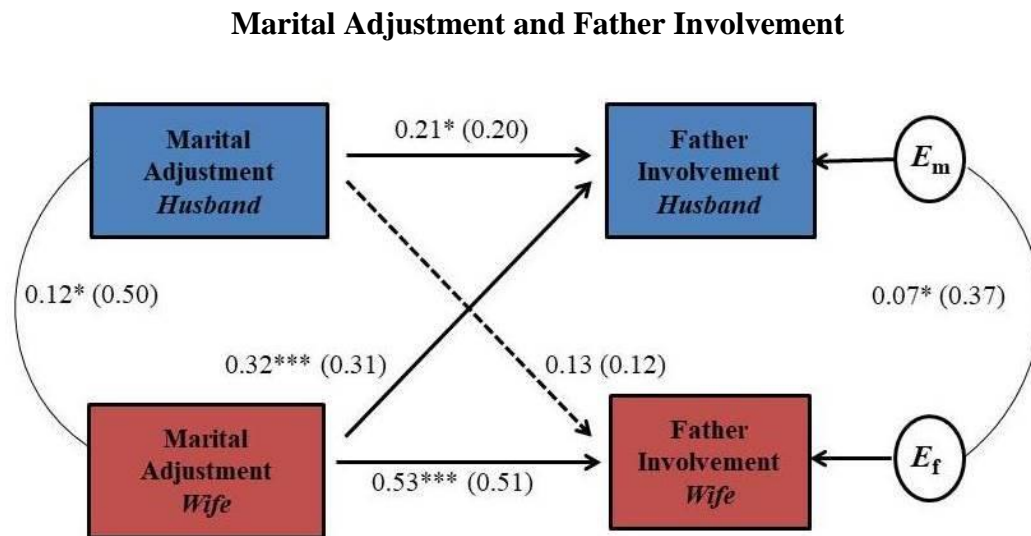 Marital Adjustment and Father Involvement
Marital
Adjustment
Husband
0.21* (0.20)
Father
Involvement
Husband
Em
0.12* (0.50)
0.07* (0.37)
0.32*** (0.31)
0.13 (0.12)
Marital
Adjustment
Wife
0.53*** (0.51)
Father
Involvement
Wife
Ef